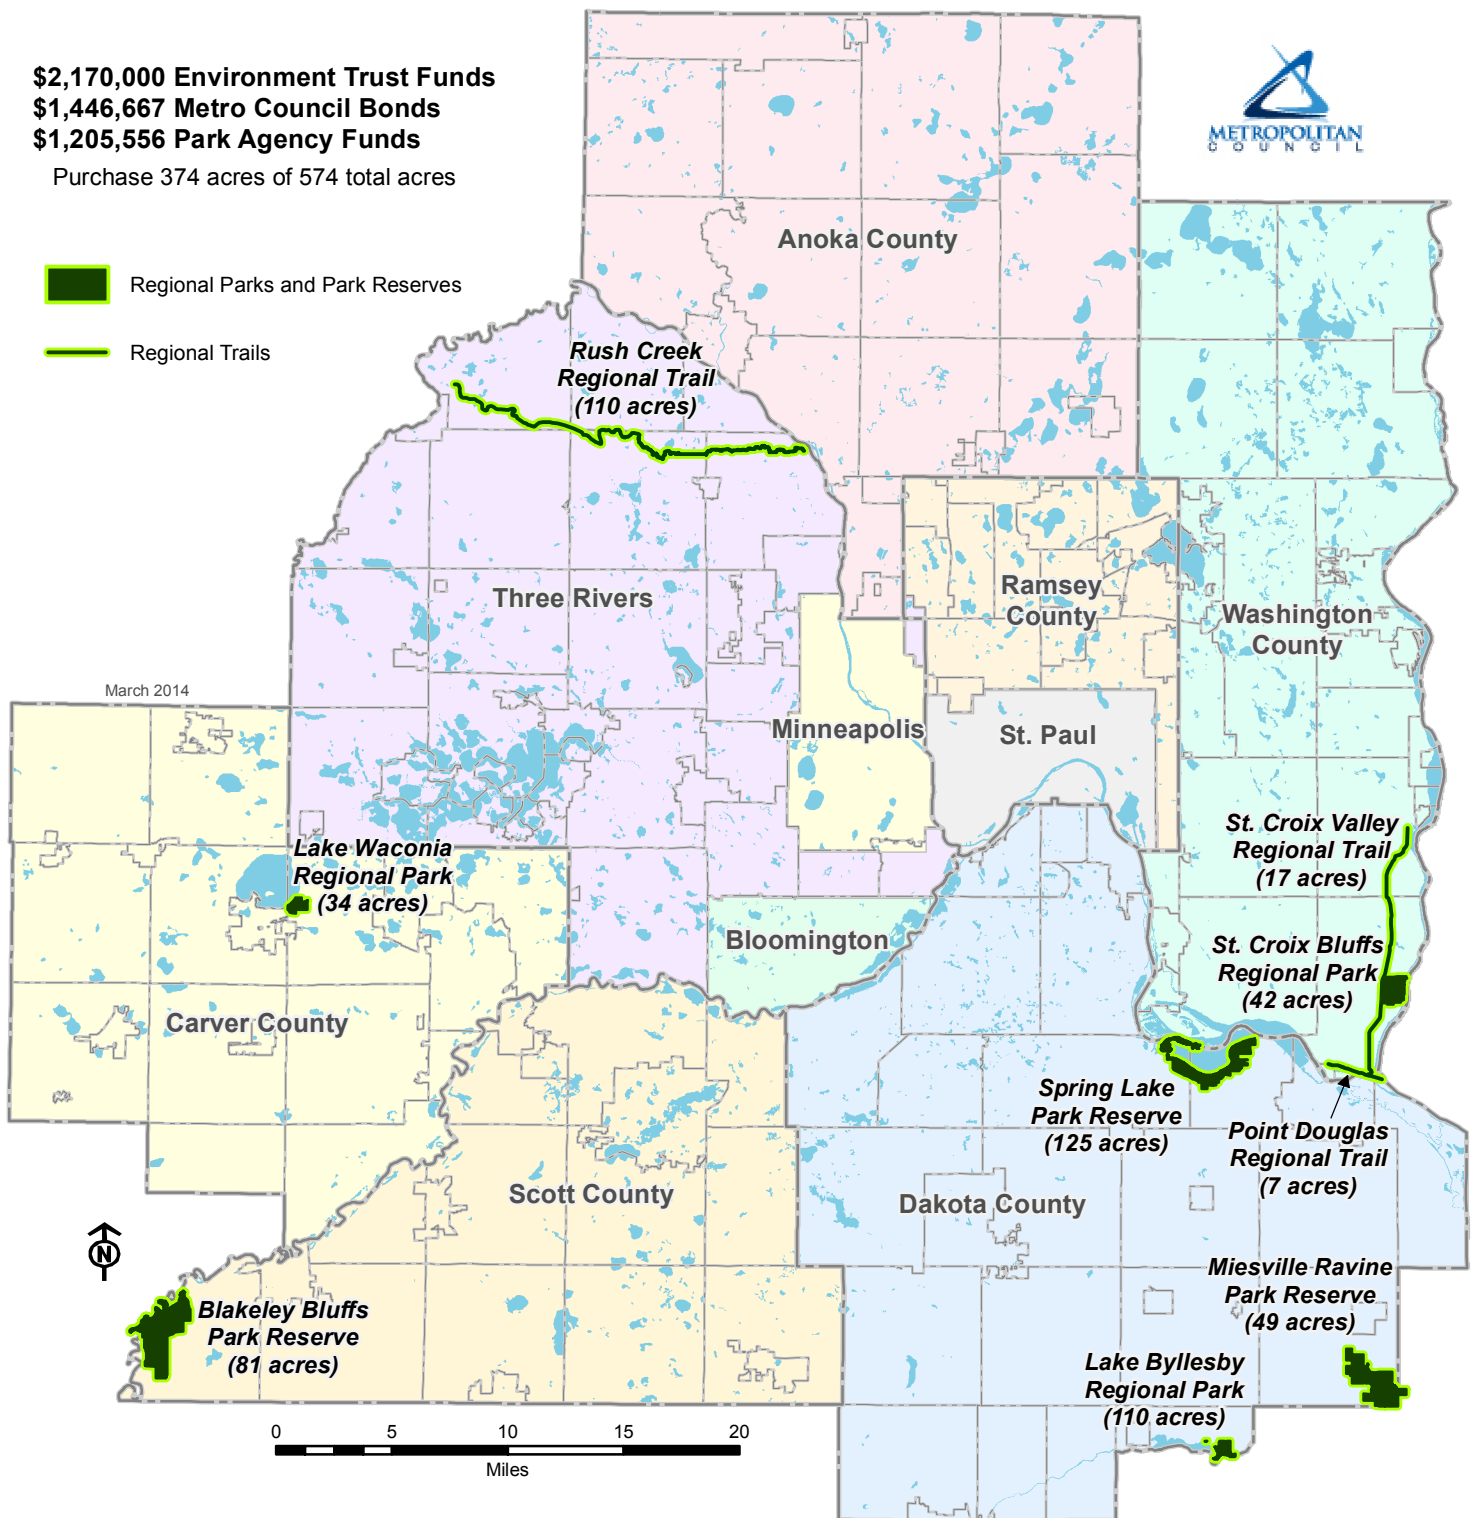 $2,170,000 Environment Trust Funds
$1,446,667 Metro Council Bonds
$1,205,556 Park Agency Funds
Purchase 374 acres of 574 total acres
METROPOLITAN
COUNCIL
Regional Parks and Park Reserves
Regional Trails
Anoka County
Rush Creek
Regional Trail
(110 acres)
Three Rivers
Ramsey
County
Washington
County
March 2014
Minneapolis
St. Paul
Lake Waconia
Regional Park
(34 acres)
St. Croix Valley
Regional Trail
(17 acres)
Bloomington
St. Croix Bluffs
Regional Park
(42 acres)
Carver County
Spring Lake
Park Reserve
(125 acres)
Point Douglas
Regional Trail
(7 acres)
Scott County
Dakota County
N
Blakeley Bluffs
Park Reserve
(81 acres)
Miesville Ravine
Park Reserve
(49 acres)
Lake Byllesby
Regional Park
(110 acres)
0 5 10 15 20
Miles